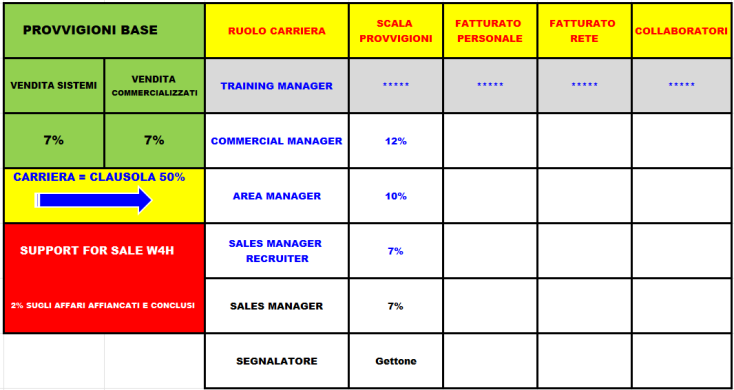 PROVVIGIONI BASE
RUOLO CARRIERA
SCALA
PROVVIGIONI
FATTURATO
PERSONALE
FATTURATO
RETE
COLLABORATORI
VENDITA SISTEMI
VENDITA
COMMERCIALIZZATI
TRAINING MANAGER
*****
*****
*****
*****
7%
7%
COMMERCIAL MANAGER
12%
CARRIERA = CLAUSOLA 50%
AREA MANAGER
10%
SUPPORT FOR SALE W4H
SALES MANAGER
RECRUITER
7%
2% SUGLI AFFARI AFFIANCATI E CONCLUSI
SALES MANAGER
7%
SEGNALATORE
Gettone